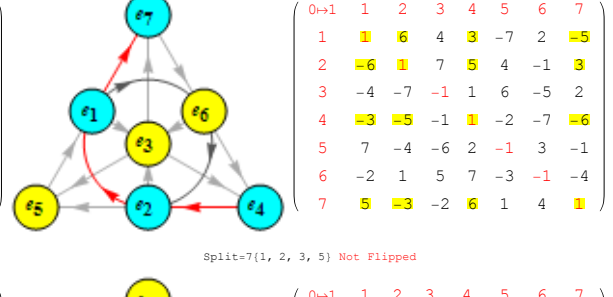 e7
0↦1 1 2 3 4 5 6 7
1 1 6 4 3 −7 2 −5
2 −6 1 7 5 4 −1 3
e1 e6
3 −4 −7 −1 1 6 −5 2
e3
4 −3 −5 −1 1 −2 −7 −6
5 7 −4 −6 2 −1 3 −1
6 −2 1 5 7 −3 −1 −4
e5 e2 e4
7 5 −3 −2 6 1 4 1
Split=7{1, 2, 3, 5} Not Flipped
0↦1 1 2 3 4 5 6 7